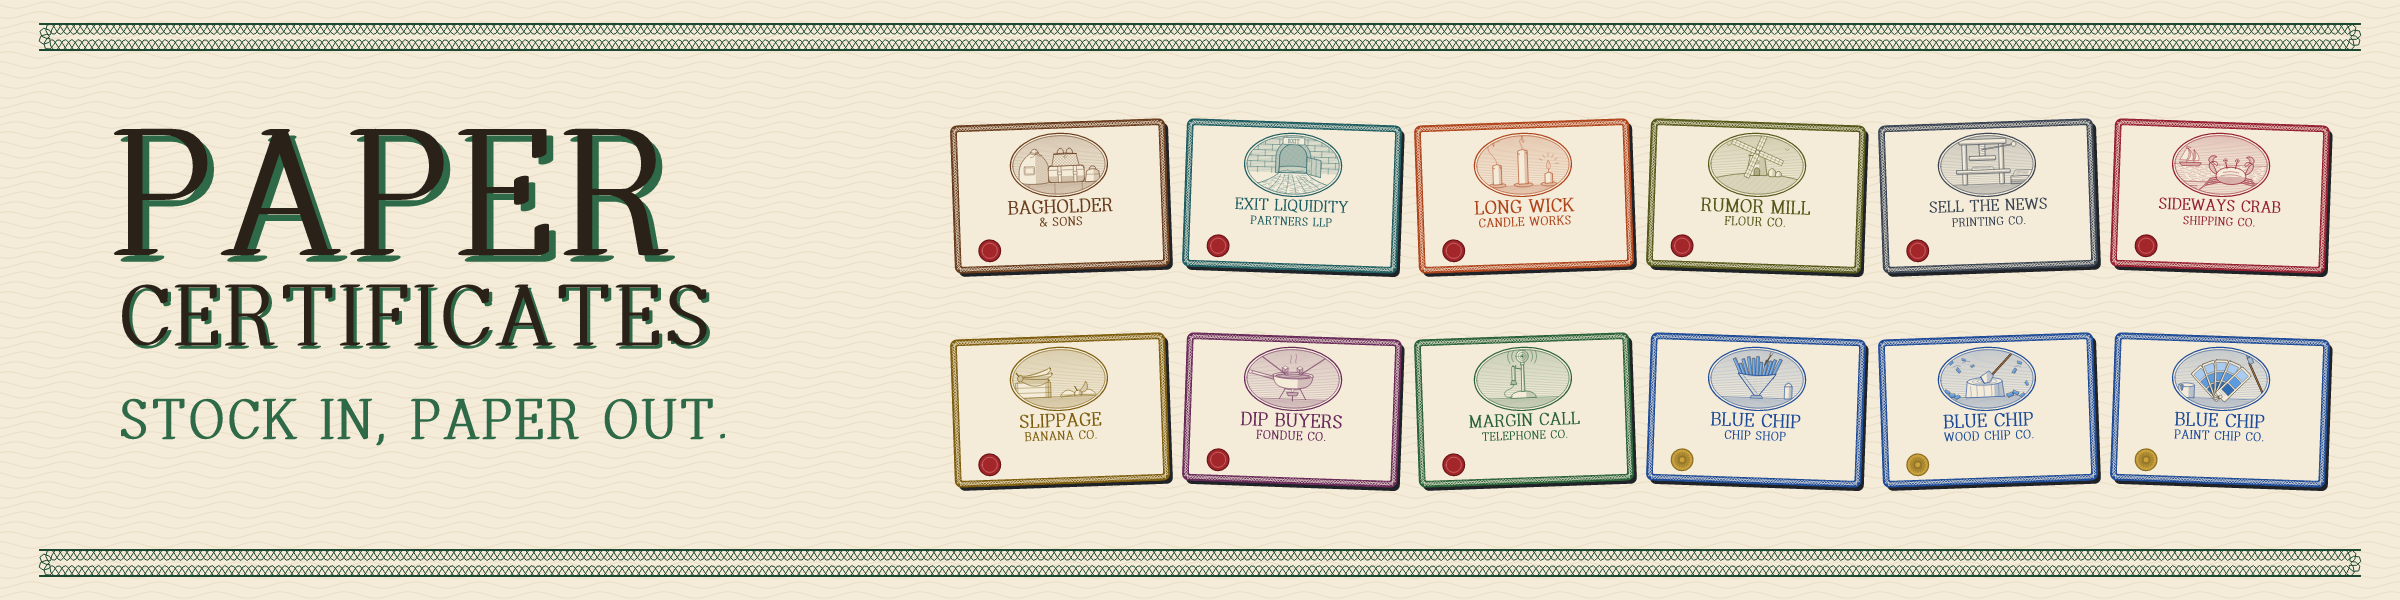 PAPER
CERTIFICATES
STOCK IN, PAPER OUT.
BAGHOLDER
& SONS
EXIT
EXIT LIQUIDITY
PARTNERS LLP
LONG WICK
CANDLE WORKS
RUMOR MILL
FLOUR CO.
SELL THE NEWS
PRINTING CO.
SIDEWAYS CRAB
SHIPPING CO.
SLIPPAGE
BANANA CO.
DIP BUYERS
FONDUE CO.
MARGIN CALL
TELEPHONE CO.
BLUE CHIP
CHIP SHOP
BLUE CHIP
WOOD CHIP CO.
BLUE CHIP
PAINT CHIP CO.